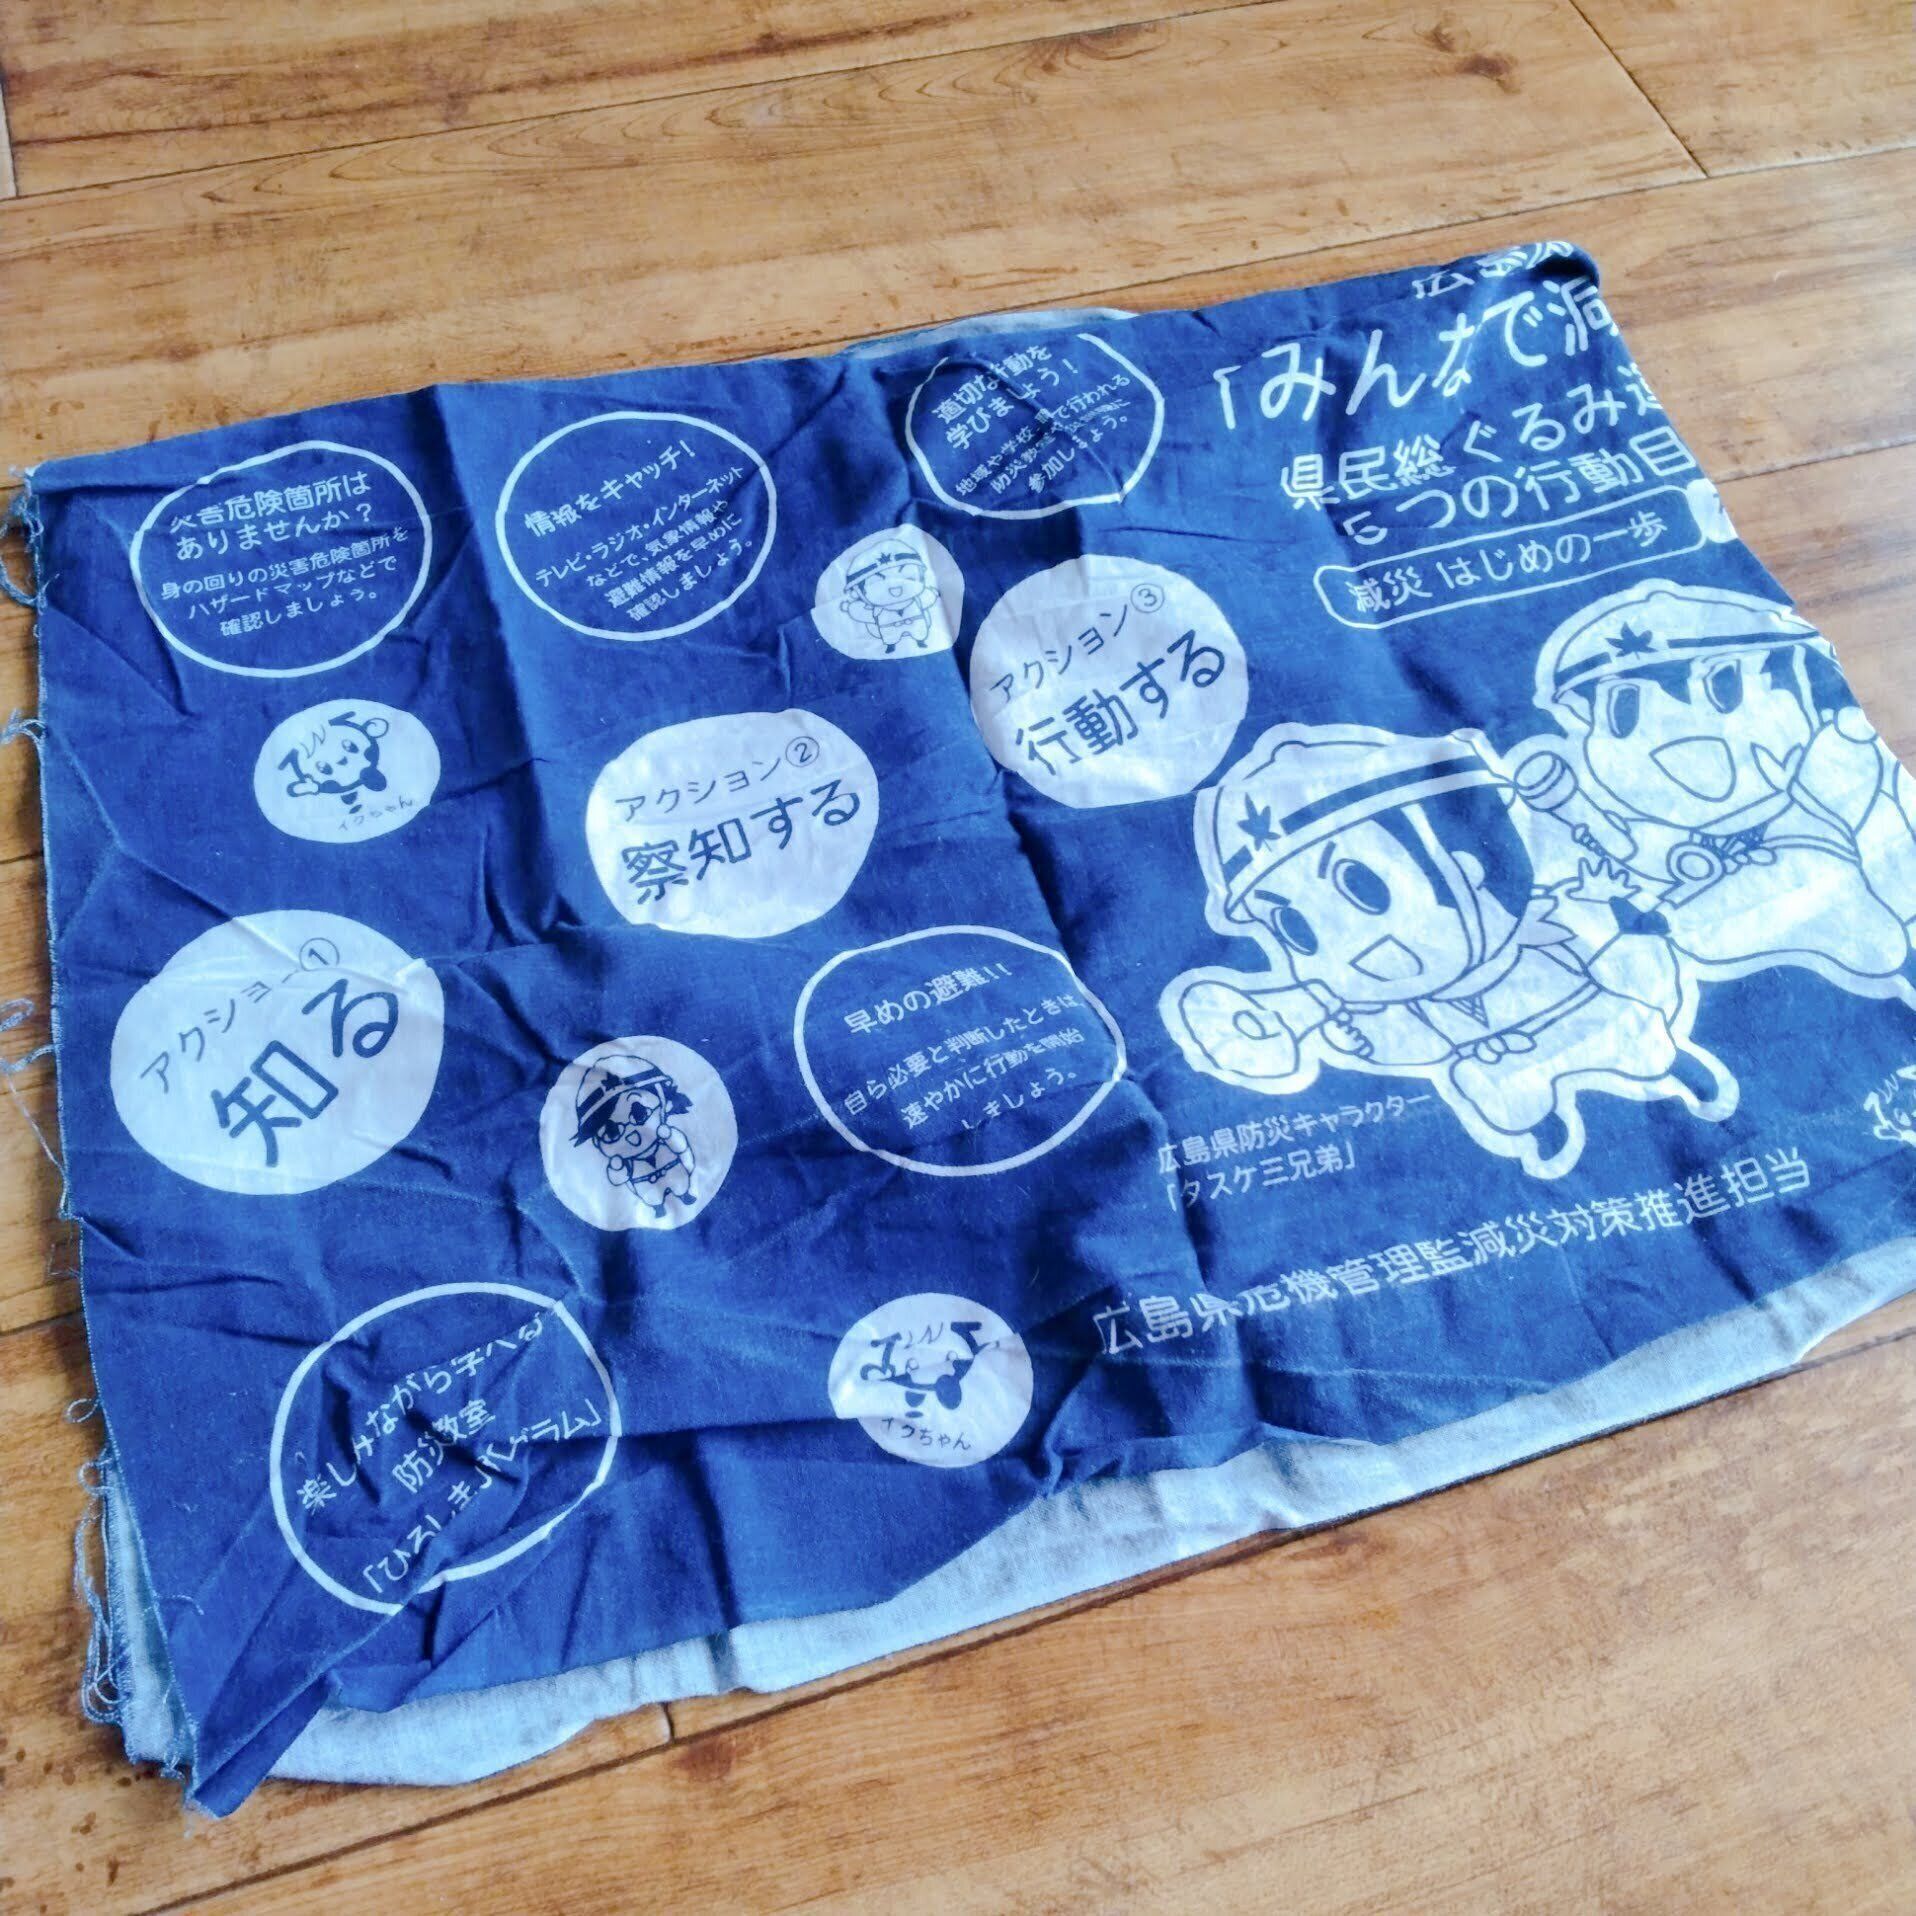 災害危険箇所は
ありませんか？
身の回りの災害危険箇所を
ハザードマップなどで
確認しましょう。
情報をキャッチ！
テレビ・ラジオ・インターネット
などで、気象情報や
避難情報を早めに
確認しましょう。
適切な行動を
学びましょう！
地域や学校
で行われる
防災
参加しましょう。
イクちゃん
アクション①
知る
アクション②
察知する
アクション③
行動する
早めの避難!!
自ら必要と判断したときは
速やかに行動を開始
しましょう。
楽しみながら学べる
防災教室
イクちゃん
広島
「みんなで減
県民総ぐるみ運
5つの行動目
減災 はじめの一歩
広島県防災キャラクター
「タスケ三兄弟」
広島県危機管理監減災対策推進担当